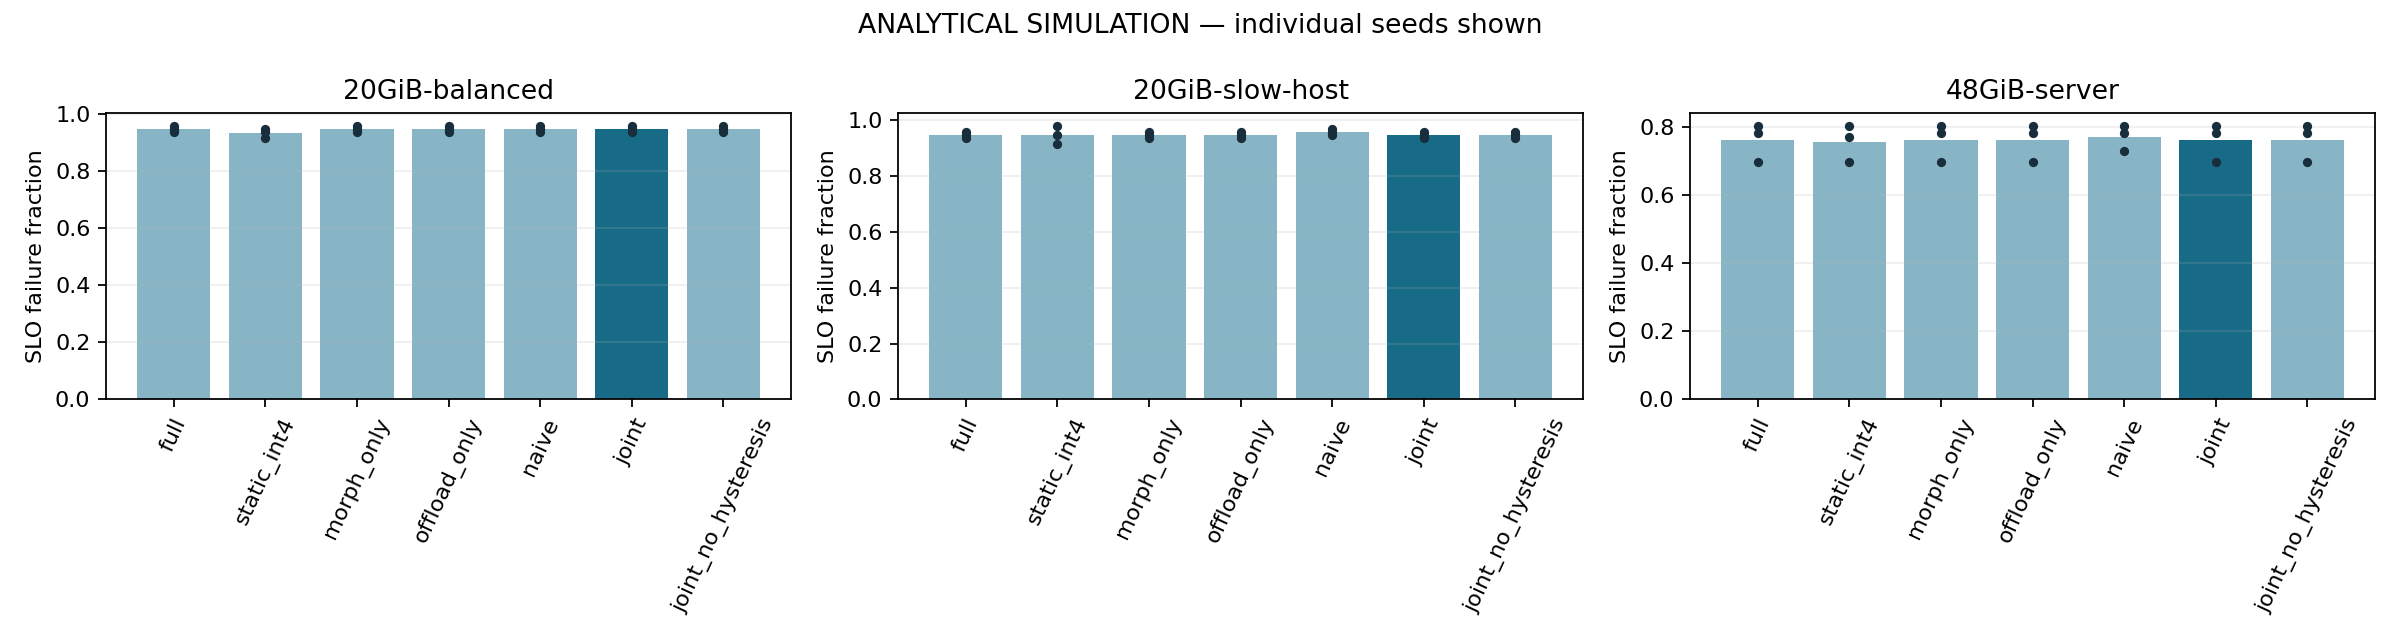 ANALYTICAL SIMULATION — individual seeds shown
20GiB-balanced
SLO failure fraction
1.0
0.8
0.6
0.4
0.2
0.0
full
static_int4
morph_only
offload_only
naive
joint
joint_no_hysteresis
20GiB-slow-host
SLO failure fraction
1.0
0.8
0.6
0.4
0.2
0.0
full
static_int4
morph_only
offload_only
naive
joint
joint_no_hysteresis
48GiB-server
SLO failure fraction
0.8
0.6
0.4
0.2
0.0
full
static_int4
morph_only
offload_only
naive
joint
joint_no_hysteresis